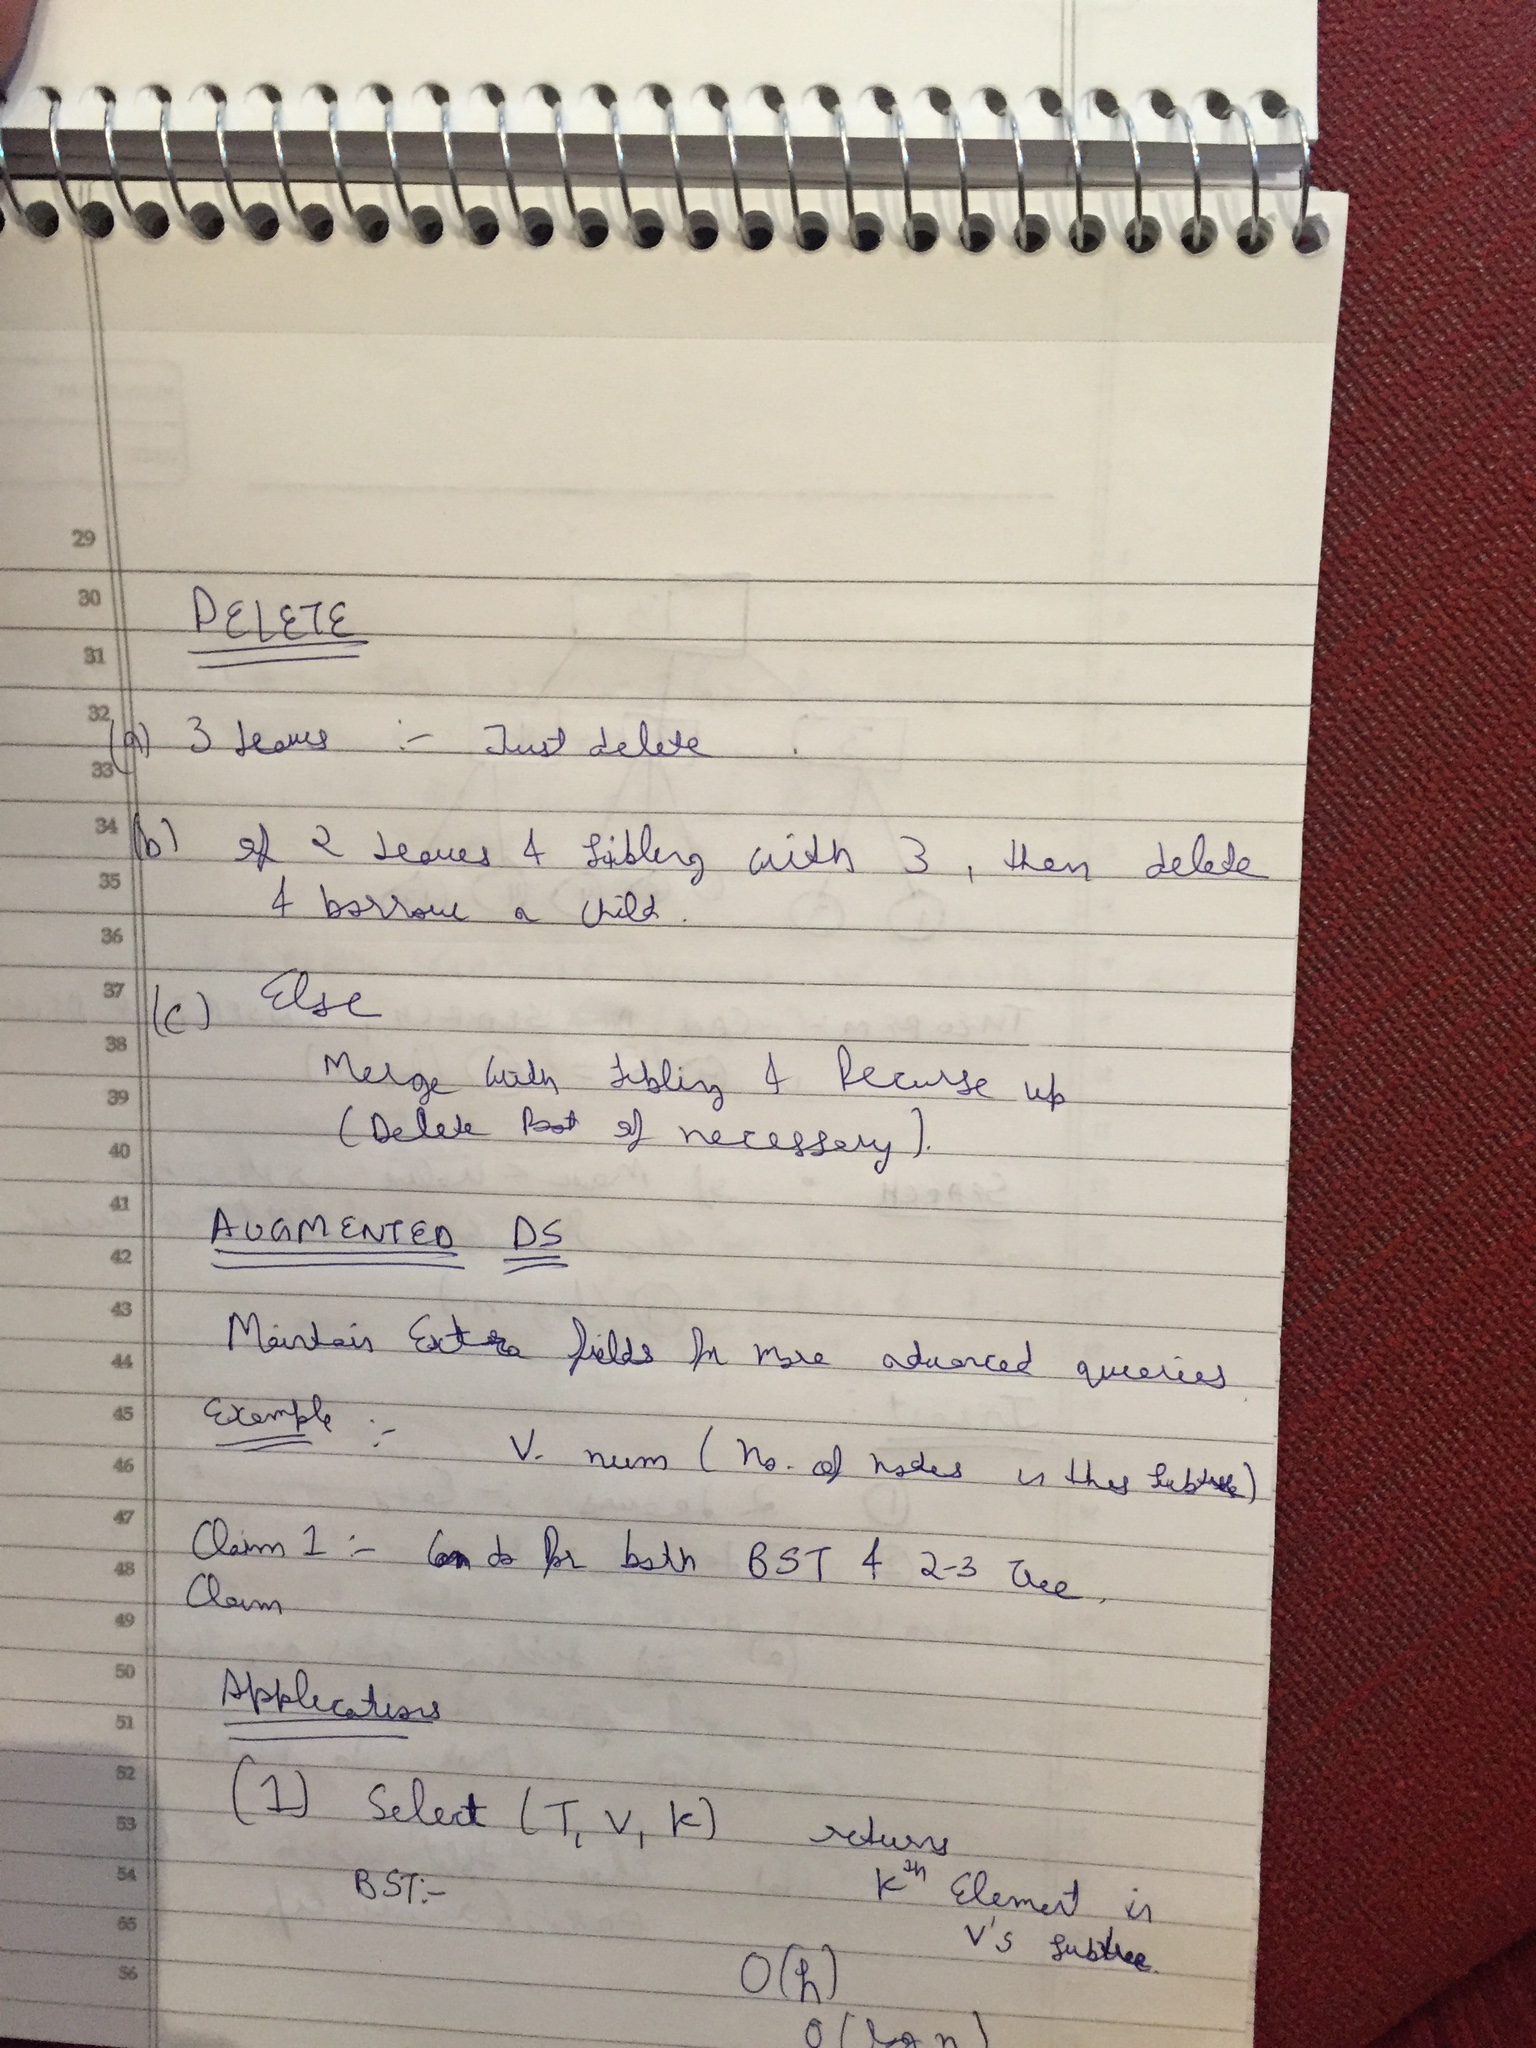 29
30
DELETE
31
32
(a) 3 leaves :- Just delete .
33
34
(b) If 2 leaves & sibling with 3, then delete
35
& borrow a child.
36
37
(c) Else
38
Merge with sibling & Recurse up
39
(Delete Root if necessary).
40
41
AUGMENTED DS
42
43
Maintain Extra fields for more advanced queries
44
45
Example :- V. num (No. of nodes in this subtree)
46
47
Claim 1 :- Can do for both BST & 2-3 Tree.
48
Claim
49
50
Applications
51
52
(1) Select (T, V, K) returns
53
54
BST:- Kth Element in
55
V's subtree.
56
O(h)
O(log n)